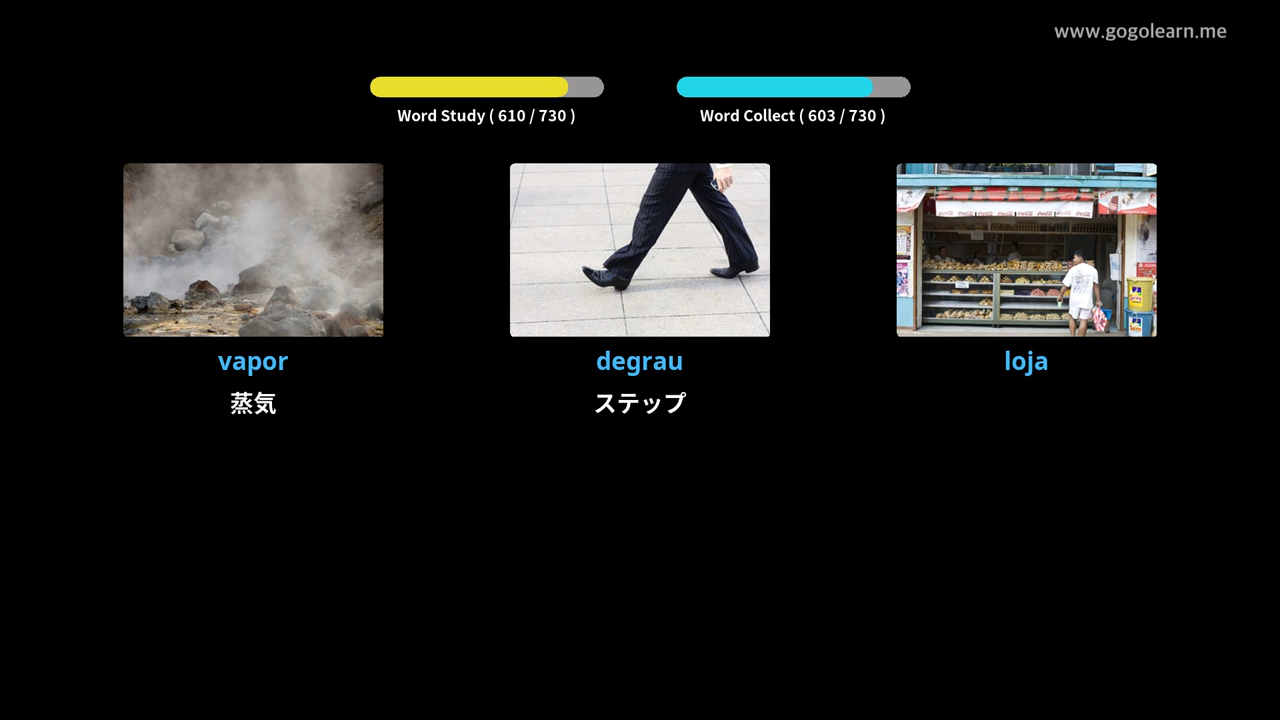 www.gogolearn.me
Word Study ( 610 / 730 )
Word Collect ( 603 / 730 )
vapor
degrau
loja
蒸気
ステップ